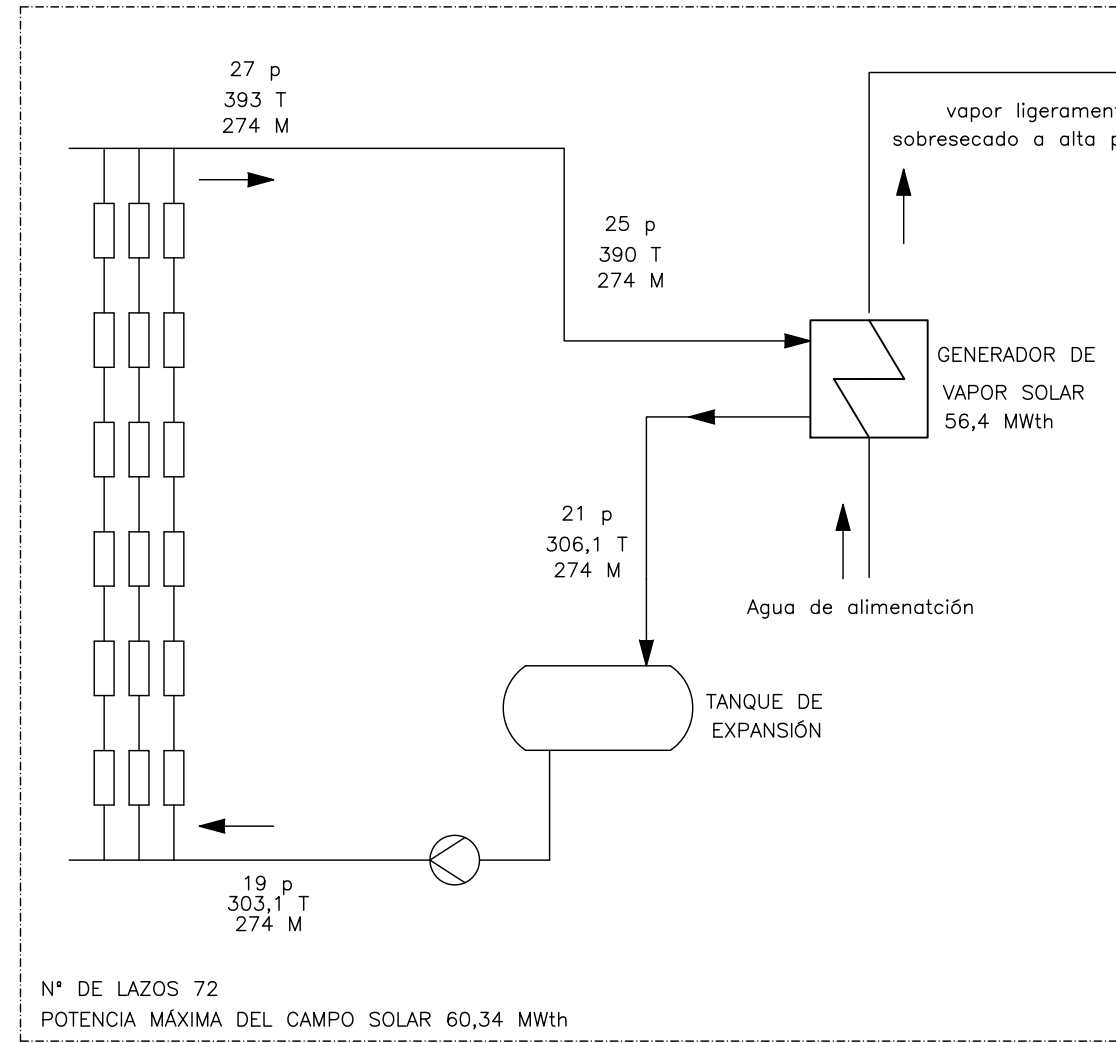 27 p
393 T
274 M
vapor ligerament
sobresecado a alta p
25 p
390 T
274 M
GENERADOR DE
VAPOR SOLAR
56,4 MWth
21 p
306,1 T
274 M
Agua de alimenatción
TANQUE DE
EXPANSIÓN
19 p
303,1 T
274 M
Nº DE LAZOS 72
POTENCIA MÁXIMA DEL CAMPO SOLAR 60,34 MWth